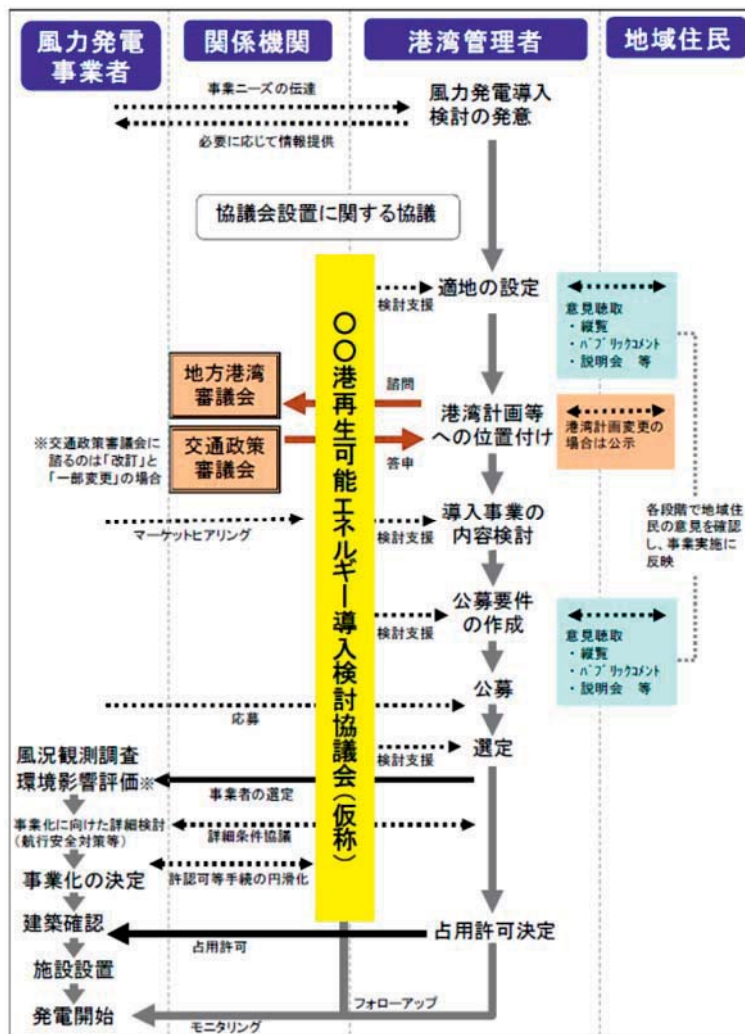 風力発電
事業者
関係機関
港湾管理者
地域住民
事業ニーズの伝達
必要に応じて情報提供
風力発電導入
検討の発意
協議会設置に関する協議
〇〇港再生可能エネルギー導入検討協議会(仮称)
検討支援
適地の設定
意見聴取
・縦覧
・パブリックコメント
・説明会 等
地方港湾
審議会
諮問
港湾計画等
への位置付け
港湾計画変更の
場合は公示
※交通政策審議会に
諮るのは「改訂」と
「一部変更」の場合
交通政策
審議会
答申
マーケットヒアリング
検討支援
導入事業の
内容検討
各段階で地域住
民の意見を確認
し、事業実施に
反映
検討支援
公募要件
の作成
意見聴取
・縦覧
・パブリックコメント
・説明会 等
応募
公募
検討支援
選定
風況観測調査
環境影響評価※
事業者の選定
事業化に向けた詳細検討
(航行安全対策等)
詳細条件協議
事業化の決定
許認可等手続の円滑化
建築確認
占用許可
占用許可決定
施設設置
フォローアップ
発電開始
モニタリング